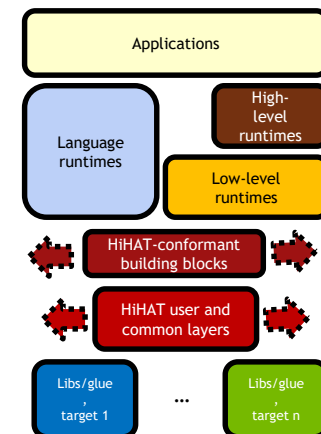 Applications
High-
level
runtimes
Language
runtimes
Low-level
runtimes
HiHAT-conformant
building blocks
HiHAT user and
common layers
Libs/glue
,
target 1
...
Libs/glue
,
target n